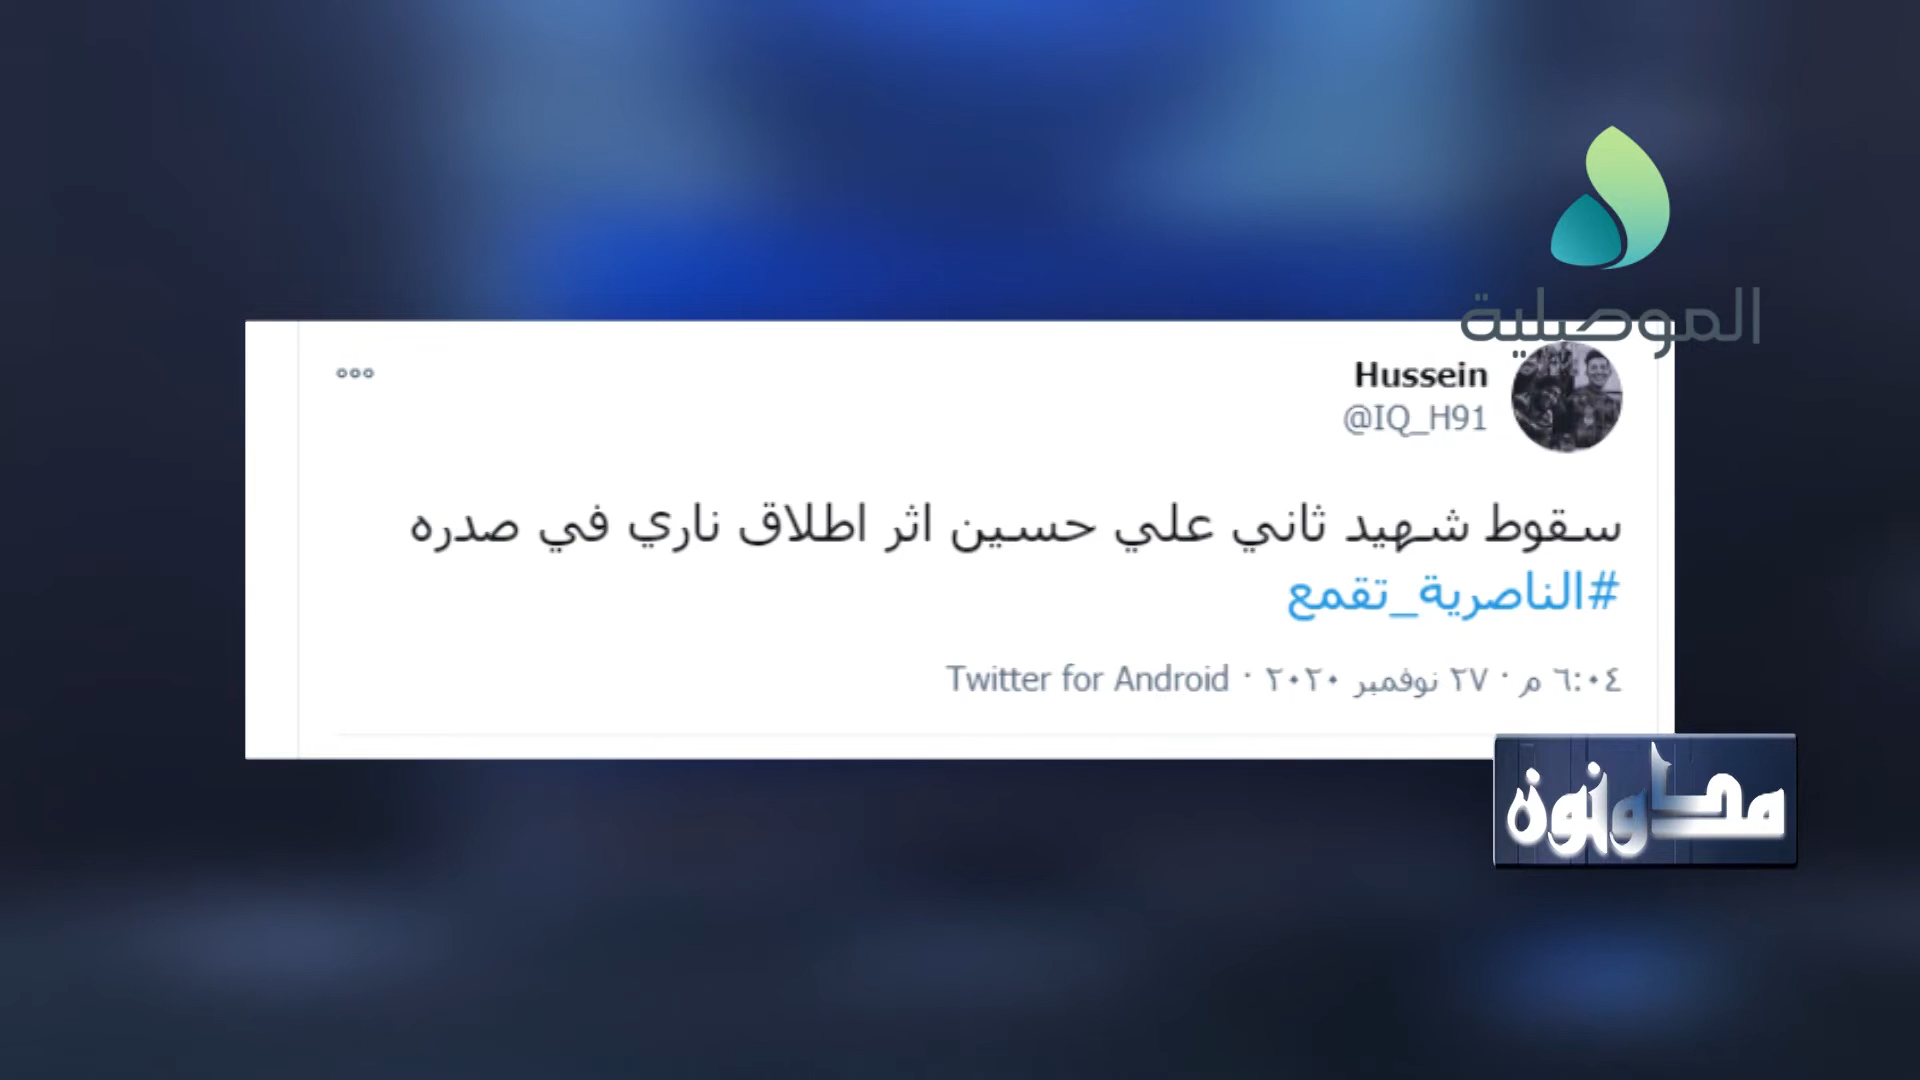 الموصلية
Hussein
@IQ_H91
سقوط شهيد ثاني علي حسين اثر اطلاق ناري في صدره
#الناصرية_تقمع
٦:٠٤ م · ٢٧ نوفمبر ٢٠٢٠ · Twitter for Android